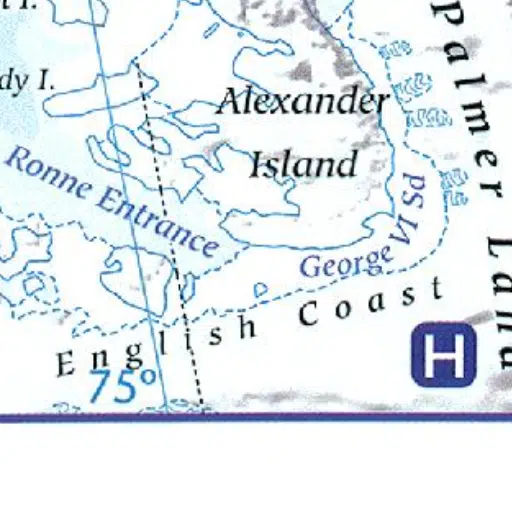 I.
dy I.
Palmer Land
Alexander
Island
Ronne Entrance
George VI Sd
English Coast
75°
H